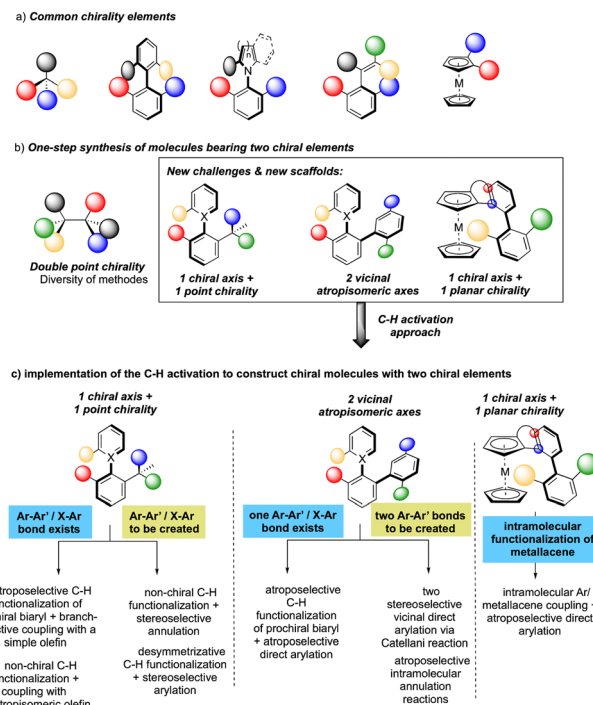 a) Common chirality elements
n
N
M
b) One-step synthesis of molecules bearing two chiral elements
New challenges & new scaffolds:
X
X
M
Double point chirality
Diversity of methodes
1 chiral axis +
1 point chirality
2 vicinal
atropisomeric axes
1 chiral axis +
1 planar chirality
C-H activation
approach
c) implementation of the C-H activation to construct chiral molecules with two chiral elements
1 chiral axis +
1 point chirality
2 vicinal
atropisomeric axes
1 chiral axis +
1 planar chirality
X
X
M
Ar-Ar' / X-Ar
bond exists
Ar-Ar' / X-Ar
to be created
one Ar-Ar' / X-Ar
bond exists
two Ar-Ar' bonds
to be created
intramolecular
functionalization of
metallacene
C-H
of
biaryl + branch-
coupling with a
simple olefin
non-chiral C-H
+
coupling with
olefin
non-chiral C-H
functionalization +
stereoselective
annulation
desymmetrizative
C-H functionalization
+ stereoselective
arylation
atroposelective
C-H
functionalization
of prochiral biaryl
+ atroposelective
direct arylation
two
stereoselective
vicinal direct
arylation via
Catellani reaction
atroposelective
intramolecular
annulation
reactions
intramolecular Ar/
metallacene coupling
atroposelective direct
arylation